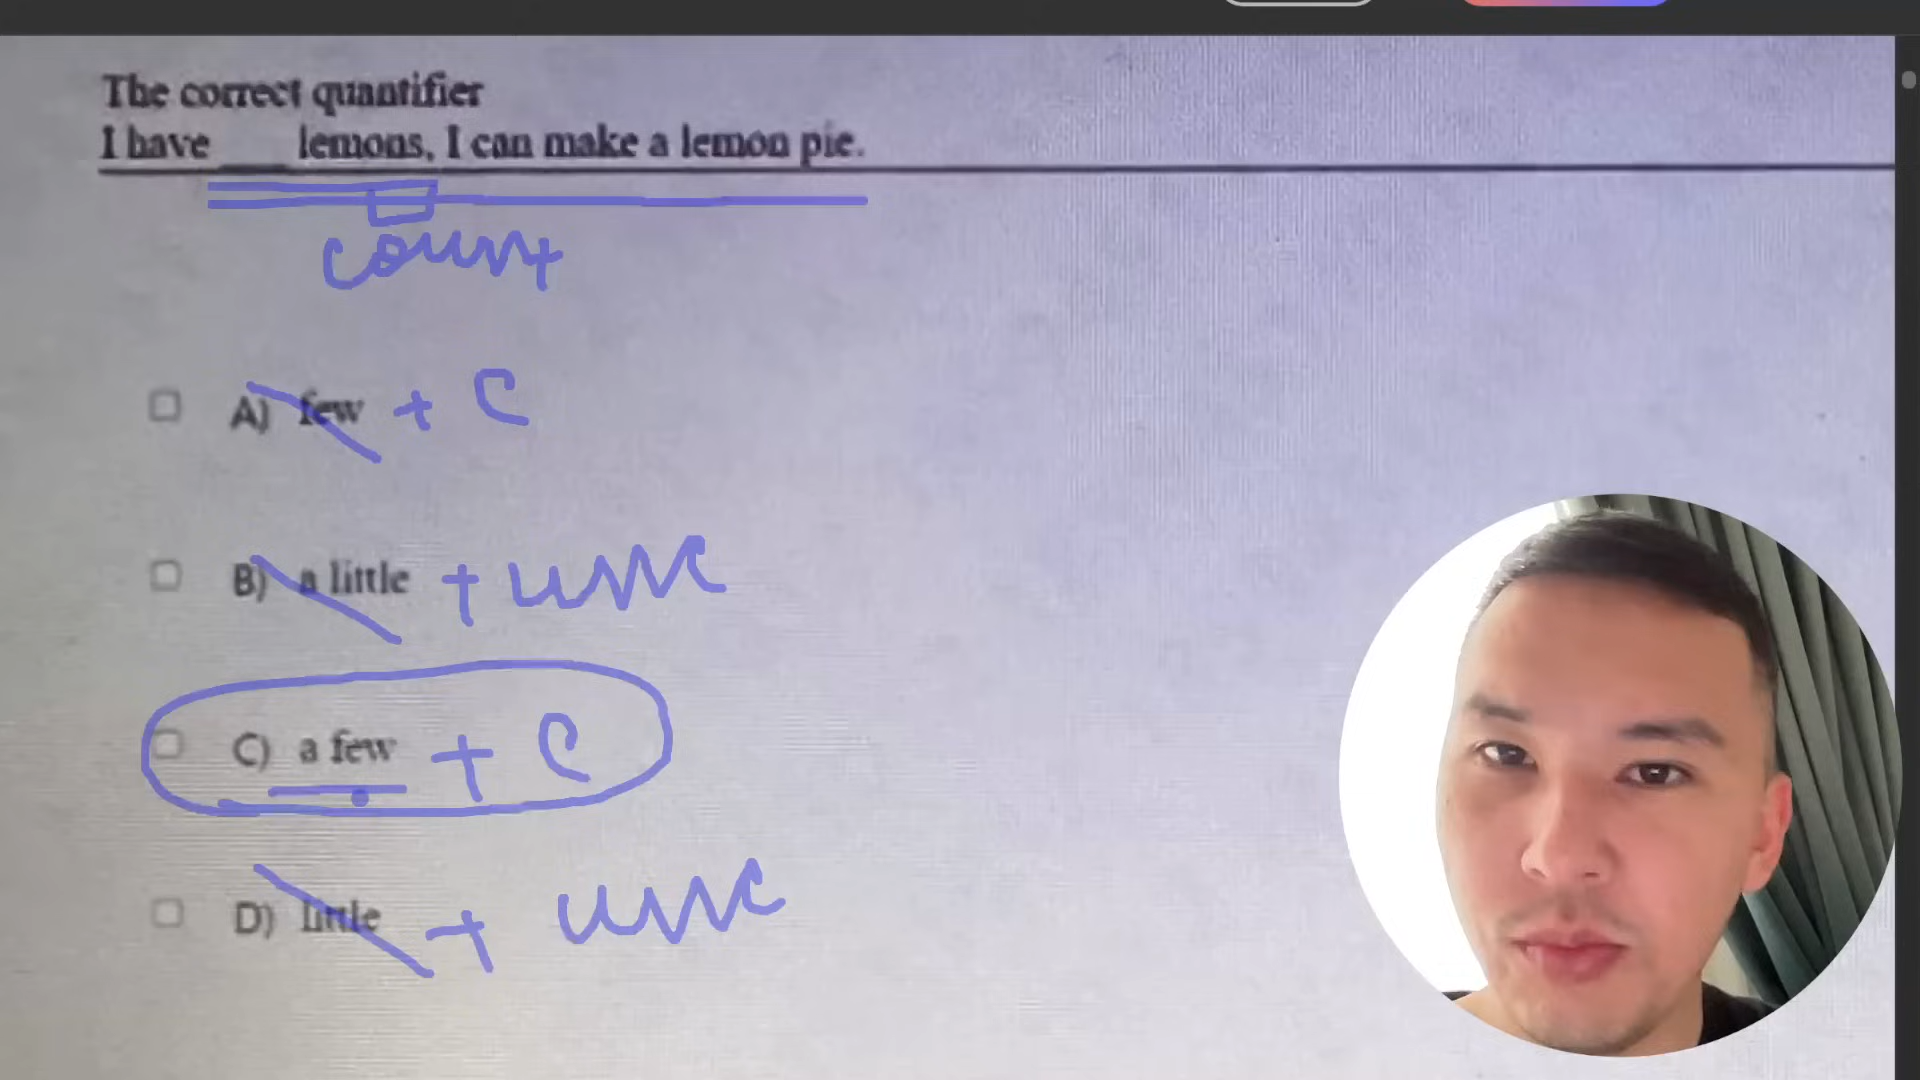 The correct quantifier
I have ___ lemons, I can make a lemon pie.
count
A) few + C
B) a little + unc
C) a few + C
D) little + unc